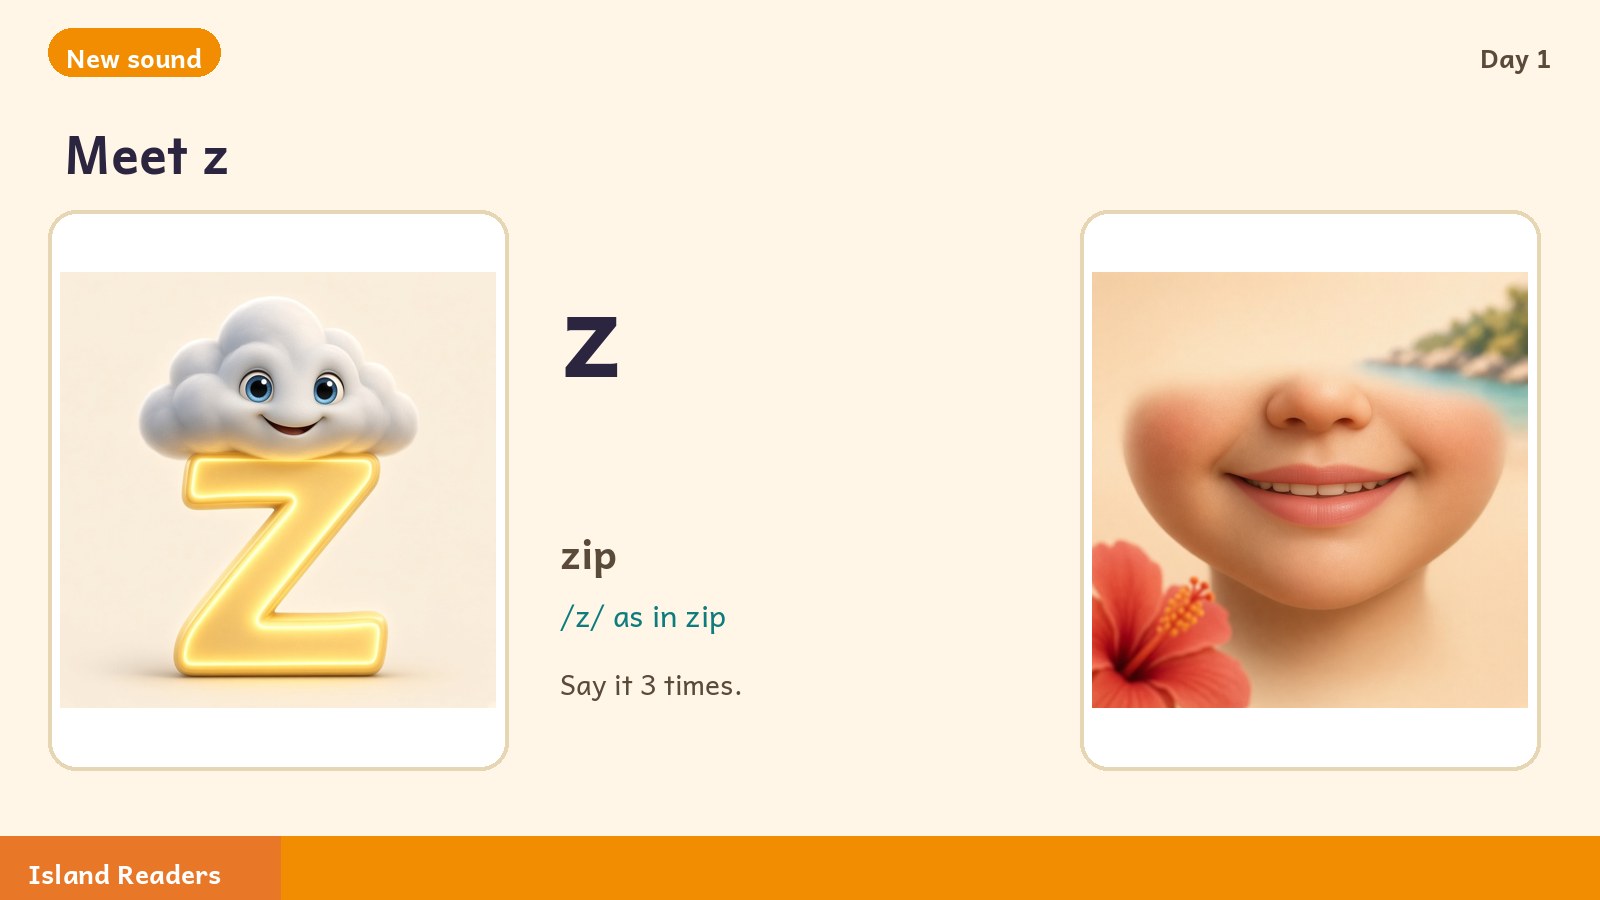 New sound
Day 1
Meet z
Z
z
zip
/z/ as in zip
Say it 3 times.
Island Readers